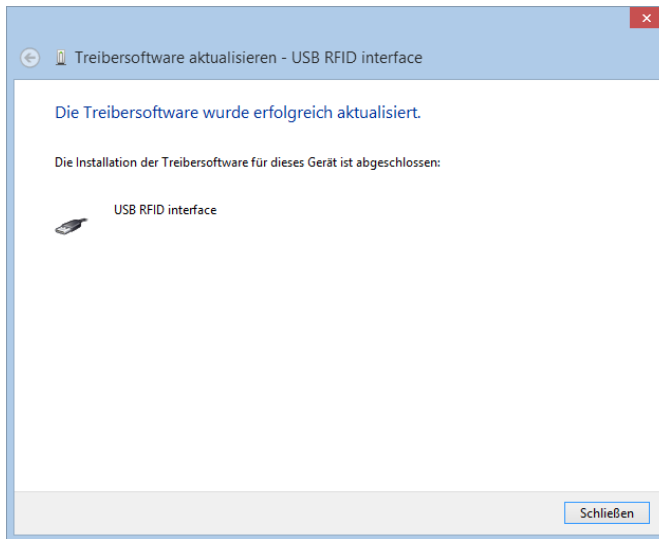 Treibersoftware aktualisieren - USB RFID interface
Die Treibersoftware wurde erfolgreich aktualisiert.
Die Installation der Treibersoftware für dieses Gerät ist abgeschlossen:
USB RFID interface
Schließen